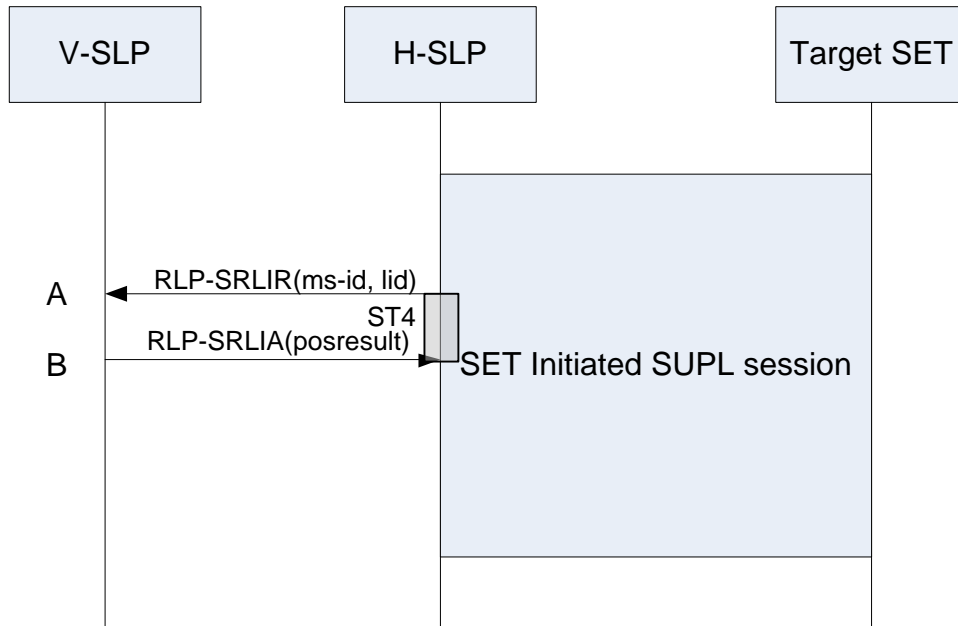 V-SLP
H-SLP
Target SET
RLP-SRLIR(ms-id, lid)
A
ST4
RLP-SRLIA(posresult)
B
SET Initiated SUPL session